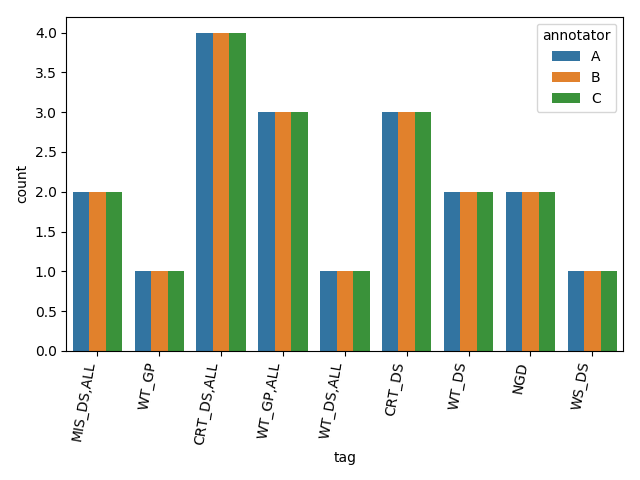 annotator
A
B
C
4.0
3.5
3.0
2.5
2.0
1.5
1.0
0.5
0.0
count
MIS_DS,ALL
WT_GP
CRT_DS,ALL
WT_GP,ALL
WT_DS,ALL
CRT_DS
WT_DS
NGD
WS_DS
tag